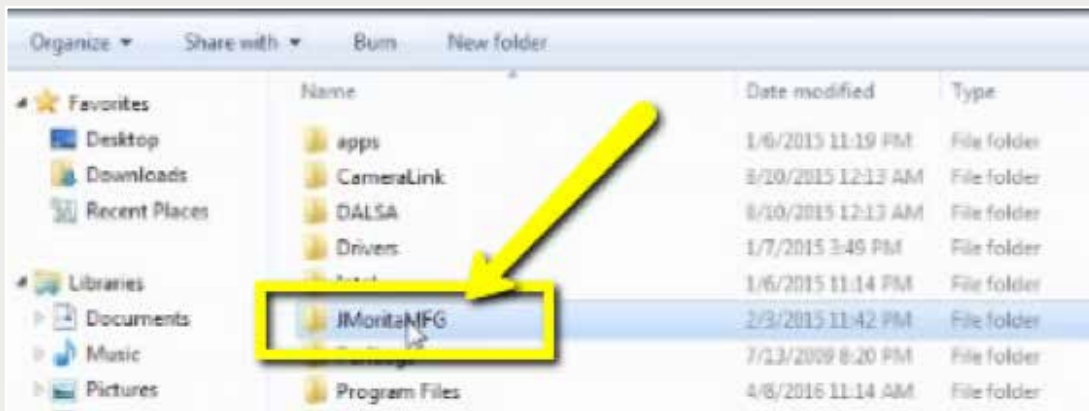 Organize Share with Burn New folder
Name Date modified Type
Favorites
Desktop
Downloads
Recent Places
Libraries
Documents
Music
Pictures
apps 1/6/2015 11:19 PM File folder
CameraLink 8/10/2015 12:13 AM File folder
DALSA 8/10/2015 12:13 AM File folder
Drivers 1/7/2015 3:49 PM File folder
1/6/2015 11:14 PM File folder
JMoritaMFG 2/3/2015 11:42 PM File folder
7/13/2009 8:20 PM File folder
Program Files 4/8/2016 11:14 AM File folder